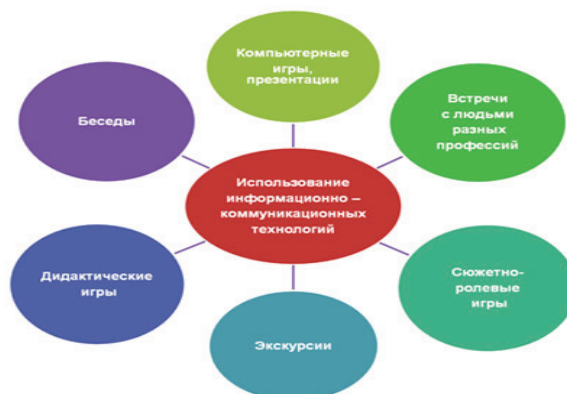 Компьютерные
игры,
презентации
Беседы
Встречи
с людьми
разных
профессий
Использование
информационно –
коммуникационных
технологий
Дидактические
игры
Сюжетно-
ролевые
игры
Экскурсии